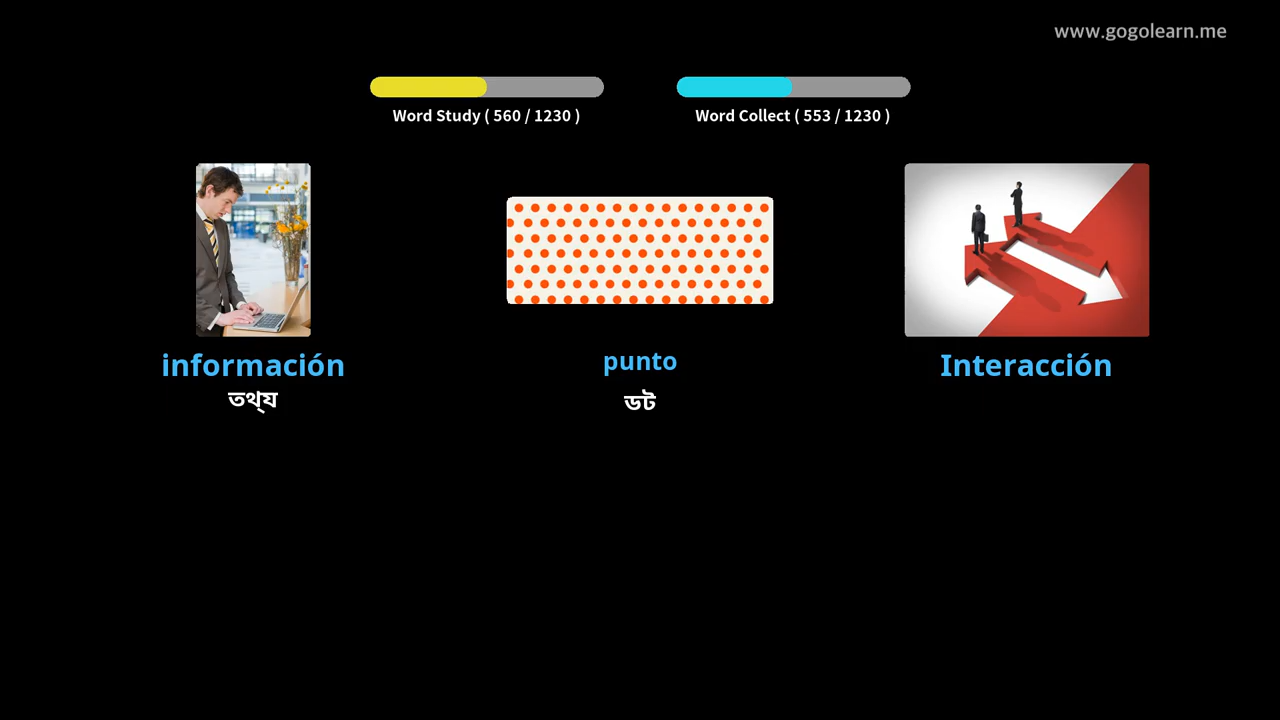 www.gogolearn.me
Word Study ( 560 / 1230 )
Word Collect ( 553 / 1230 )
información
তথ্য
punto
ডট
Interacción